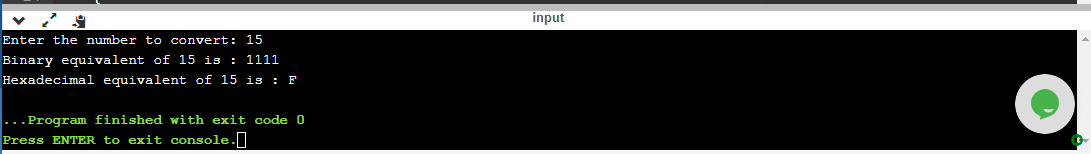 input
Enter the number to convert: 15
Binary equivalent of 15 is : 1111
Hexadecimal equivalent of 15 is : F
...Program finished with exit code 0
Press ENTER to exit console.